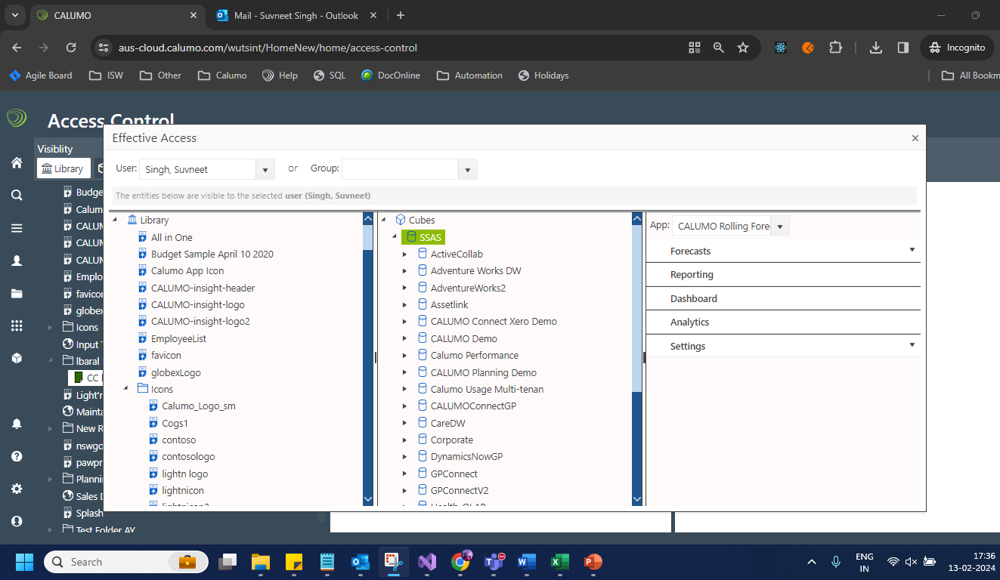 CALUMO
Mail - Suvneet Singh - Outlook
aus-cloud.calumo.com/wutsint/HomeNew/home/access-control
Incognito
Agile Board
ISW
Other
Calumo
Help
SQL
DocOnline
Automation
Holidays
All Bookm
Access Control
Visiblity
Library
Budge
Calum
CALUM
CALUM
CALUM
Emplo
favicon
globex
Icons
Input T
lbaral
CC
Light'n
Mainta
New R
nswgo
pawpr
Planni
Sales D
Splash
Test Folder AY
Effective Access
User: Singh, Suvneet or Group:
The entities below are visible to the selected user (Singh, Suvneet)
Library
All in One
Budget Sample April 10 2020
Calumo App Icon
CALUMO-insight-header
CALUMO-insight-logo
CALUMO-insight-logo2
EmployeeList
favicon
globexLogo
Icons
Calumo_Logo_sm
Cogs1
contoso
contosologo
lightn logo
lightnicon
lightnicon2
Cubes
SSAS
ActiveCollab
Adventure Works DW
AdventureWorks2
Assetlink
CALUMO Connect Xero Demo
CALUMO Demo
Calumo Performance
CALUMO Planning Demo
Calumo Usage Multi-tenan
CALUMOConnectGP
CareDW
Corporate
DynamicsNowGP
GPConnect
GPConnectV2
Health OLAP
App: CALUMO Rolling Fore
Forecasts
Reporting
Dashboard
Analytics
Settings
Search
ENG
IN
17:36
13-02-2024